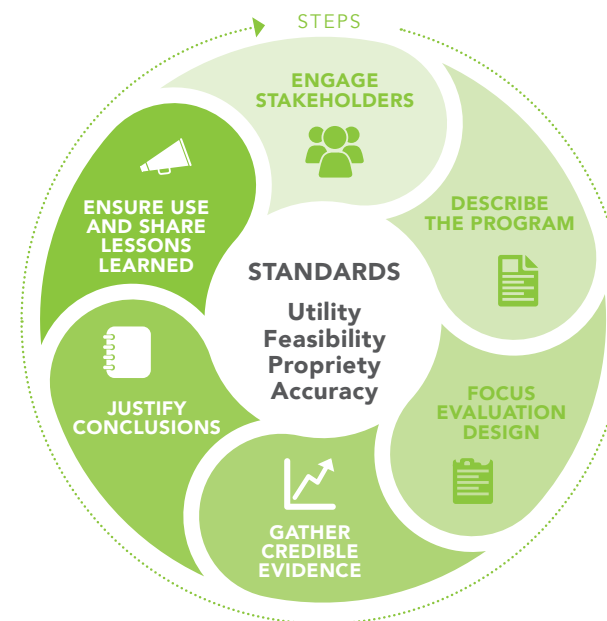 STEPS
ENGAGE
STAKEHOLDERS
DESCRIBE
THE PROGRAM
FOCUS
EVALUATION
DESIGN
GATHER
CREDIBLE
EVIDENCE
JUSTIFY
CONCLUSIONS
ENSURE USE
AND SHARE
LESSONS
LEARNED
STANDARDS
Utility
Feasibility
Propriety
Accuracy